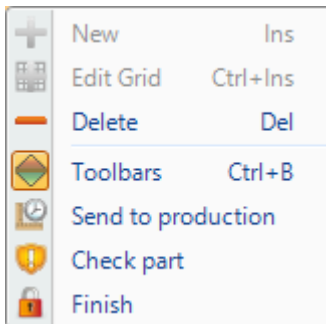 New Ins
Edit Grid Ctrl+Ins
Delete Del
Toolbars Ctrl+B
Send to production
Check part
Finish